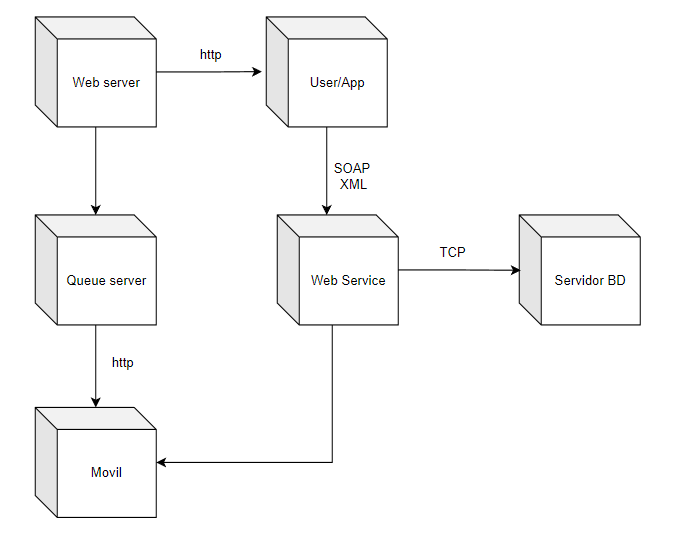 http
Web server
User/App
SOAP
XML
TCP
Queue server
Web Service
Servidor BD
http
Movil